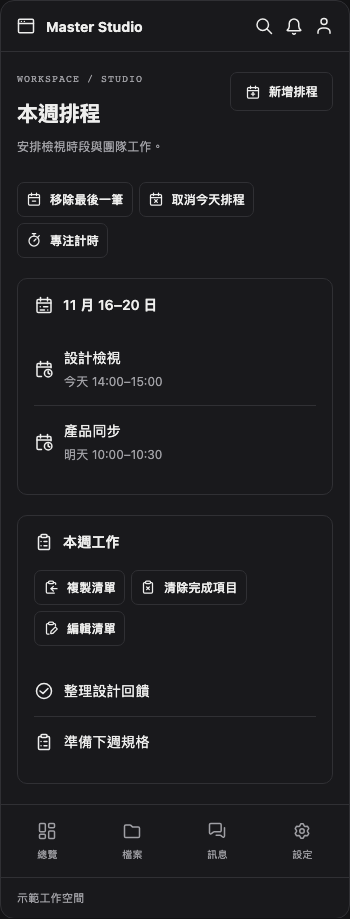 Master Studio
WORKSPACE / STUDIO
新增排程
本週排程
安排檢視時段與團隊工作。
移除最後一筆
取消今天排程
專注計時
11 月 16–20 日
設計檢視
今天 14:00–15:00
產品同步
明天 10:00–10:30
本週工作
複製清單
清除完成項目
編輯清單
整理設計回饋
準備下週規格
總覽
檔案
訊息
設定
示範工作空間